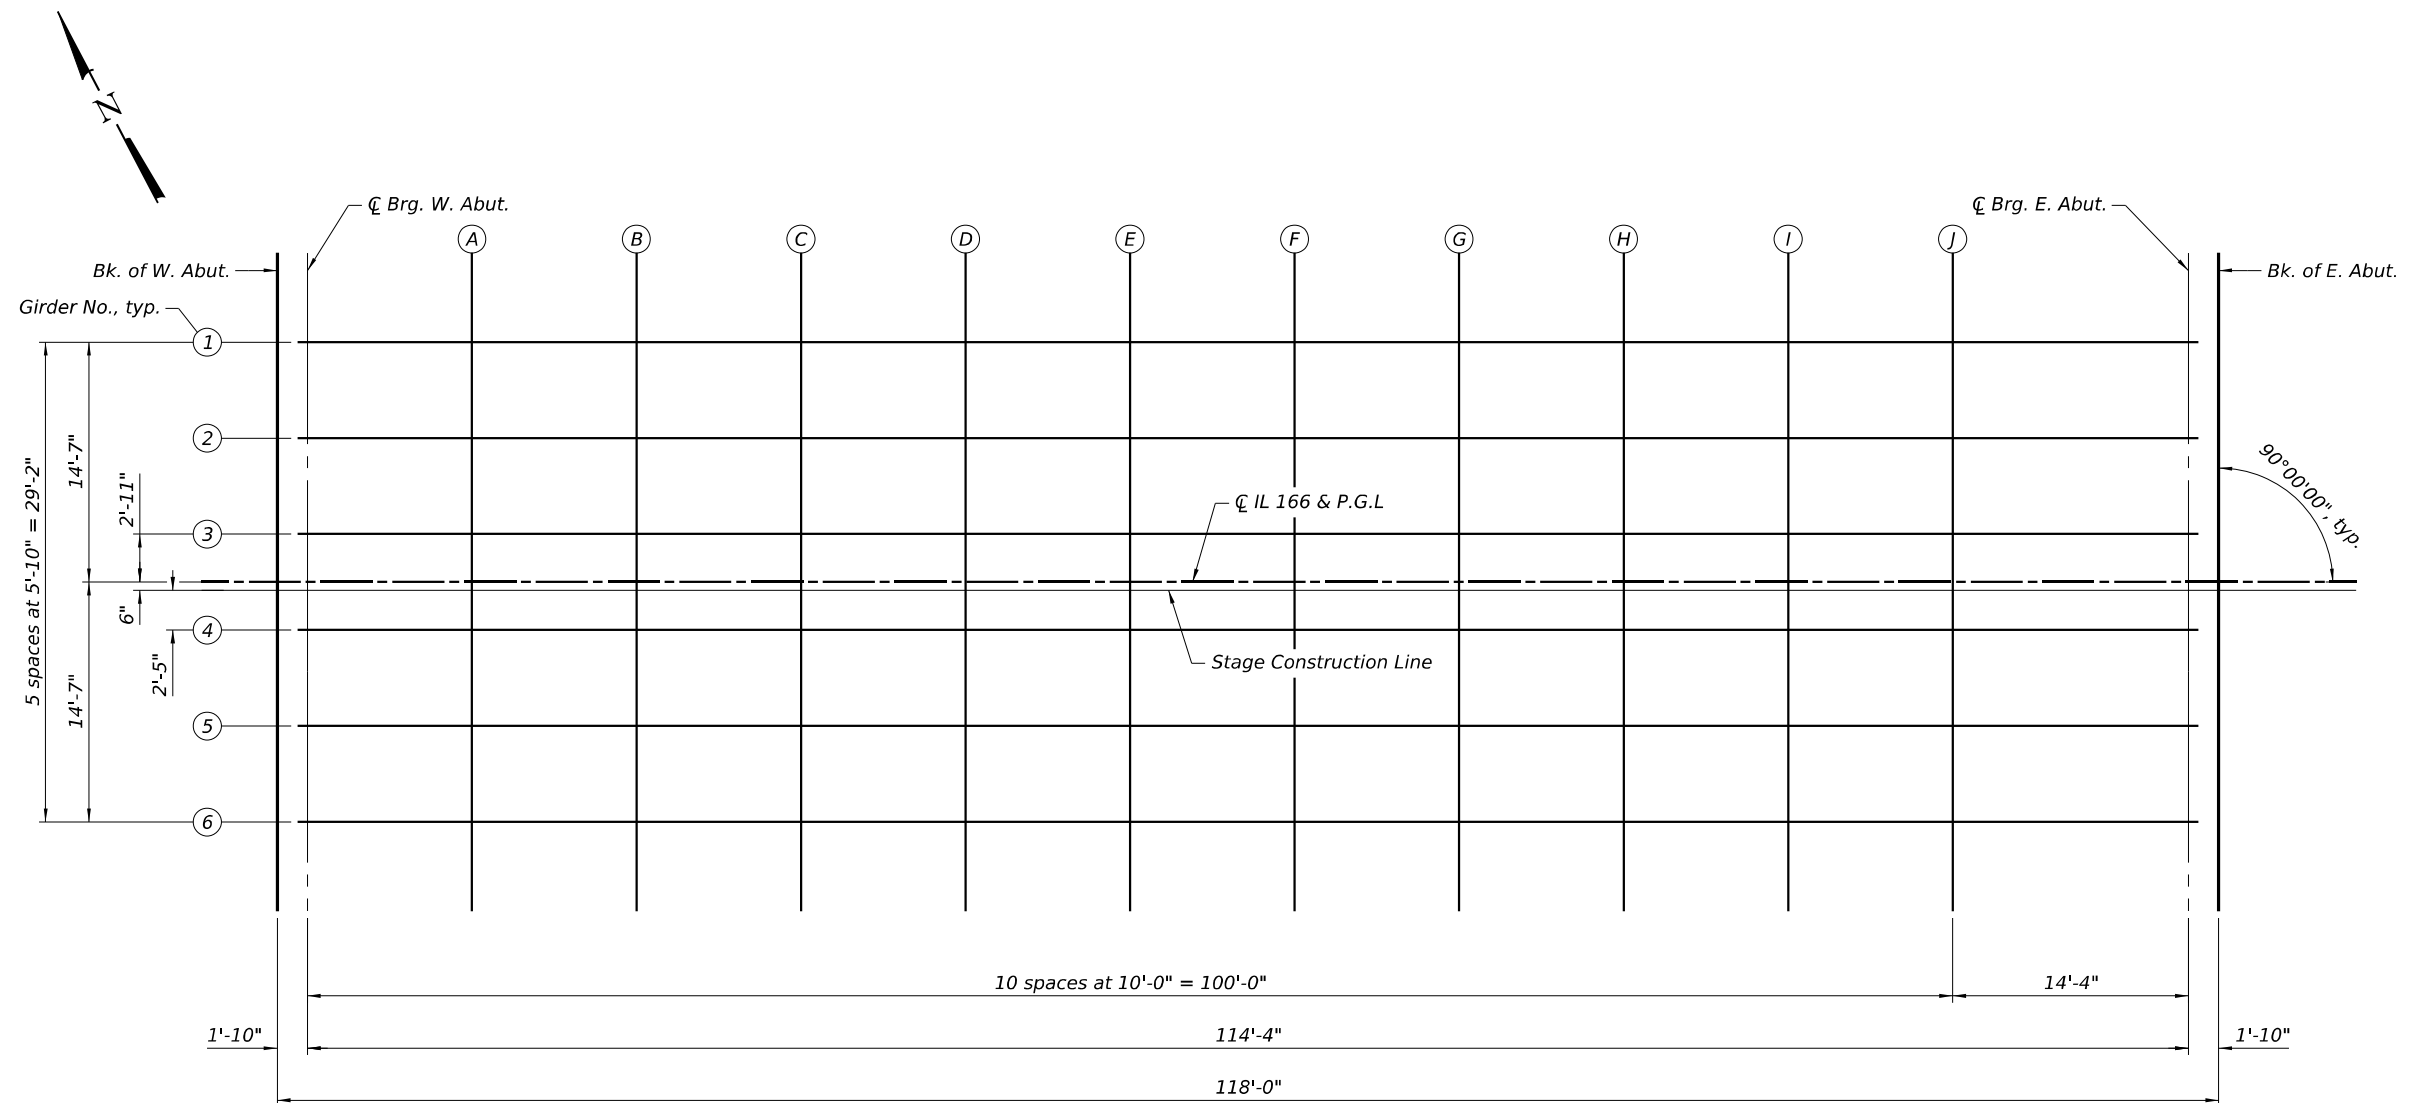 N
℄ Brg. W. Abut.
℄ Brg. E. Abut.
A
B
C
D
E
F
G
H
I
J
Bk. of W. Abut.
Bk. of E. Abut.
Girder No., typ.
1
2
3
4
5
6
5 spaces at 5'-10" = 29'-2"
14'-7"
14'-7"
2'-11"
6"
2'-5"
℄ IL 166 & P.G.L
Stage Construction Line
90°00'00", typ.
10 spaces at 10'-0" = 100'-0"
14'-4"
1'-10"
114'-4"
1'-10"
118'-0"